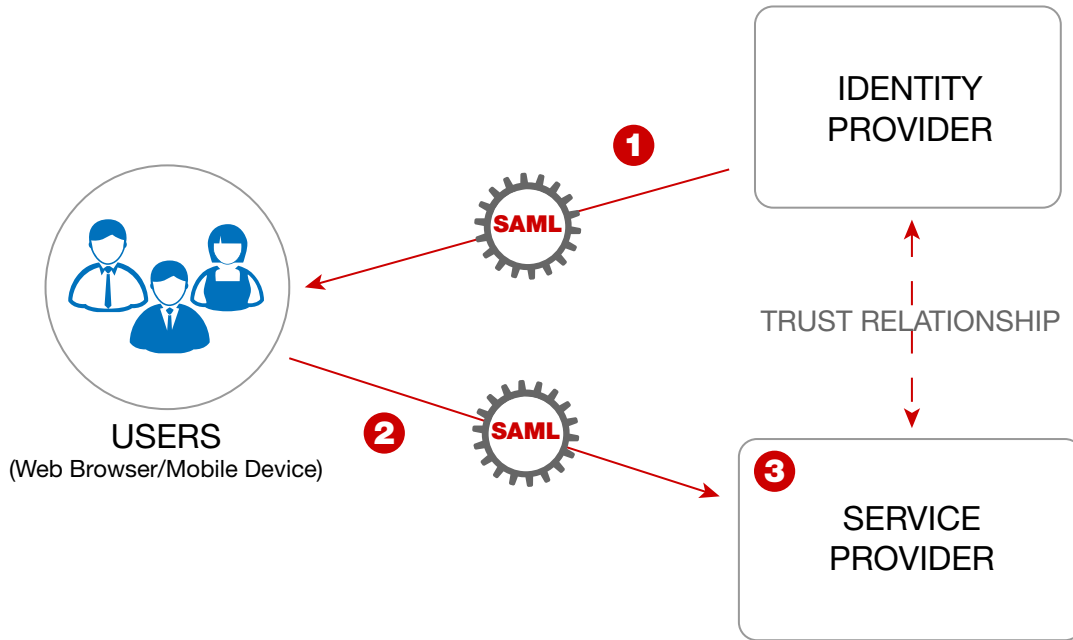 IDENTITY
PROVIDER
1
SAML
TRUST RELATIONSHIP
USERS
(Web Browser/Mobile Device)
2
SAML
3
SERVICE
PROVIDER